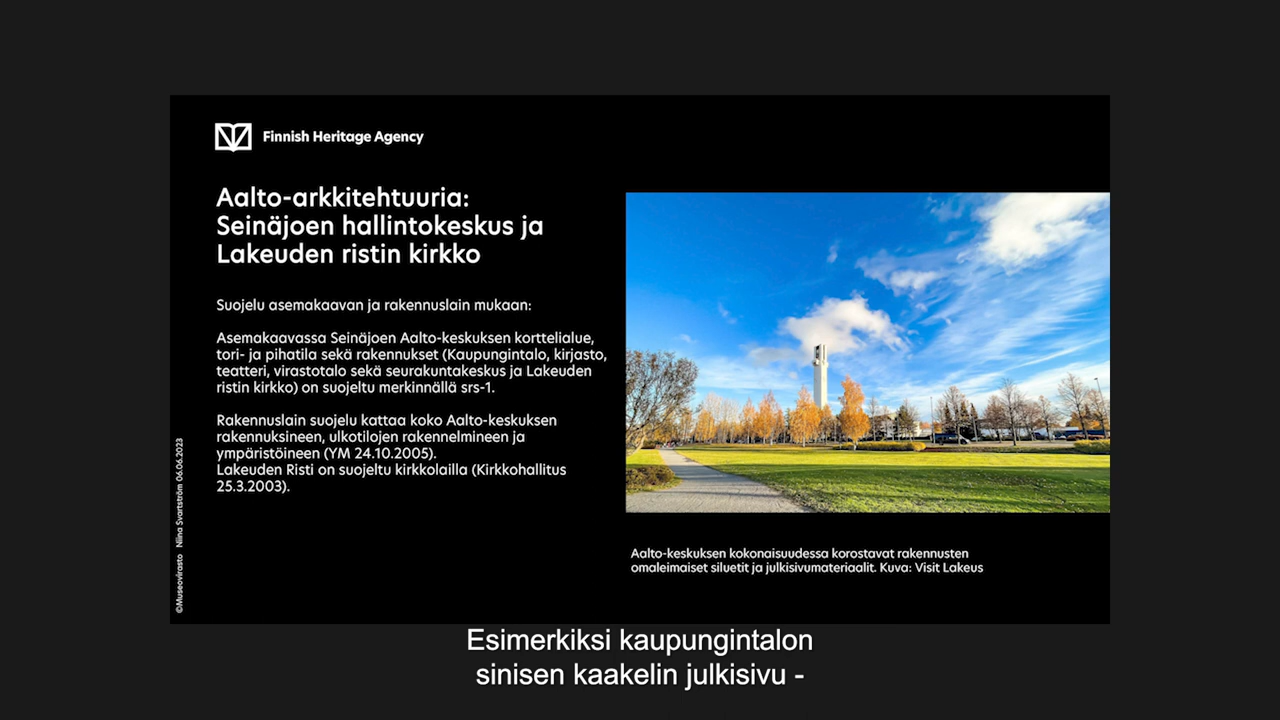 Finnish Heritage Agency
Aalto-arkkitehtuuria:
Seinäjoen hallintokeskus ja
Lakeuden ristin kirkko
Suojelu asemakaavan ja rakennuslain mukaan:
Asemakaavassa Seinäjoen Aalto-keskuksen korttelialue,
tori- ja pihatila sekä rakennukset (Kaupungintalo, kirjasto,
teatteri, virastotalo sekä seurakuntakeskus ja Lakeuden
ristin kirkko) on suojeltu merkinnällä srs-1.
Rakennuslain suojelu kattaa koko Aalto-keskuksen
rakennuksineen, ulkotilojen rakennelmineen ja
ympäristöineen (YM 24.10.2005).
Lakeuden Risti on suojeltu kirkkolailla (Kirkkohallitus
25.3.2003).
©Museovirasto Niina Svartström 06.06.2023
Aalto-keskuksen kokonaisuudessa korostavat rakennusten
omaleimaiset siluetit ja julkisivumateriaalit. Kuva: Visit Lakeus
Esimerkiksi kaupungintalon
sinisen kaakelin julkisivu -